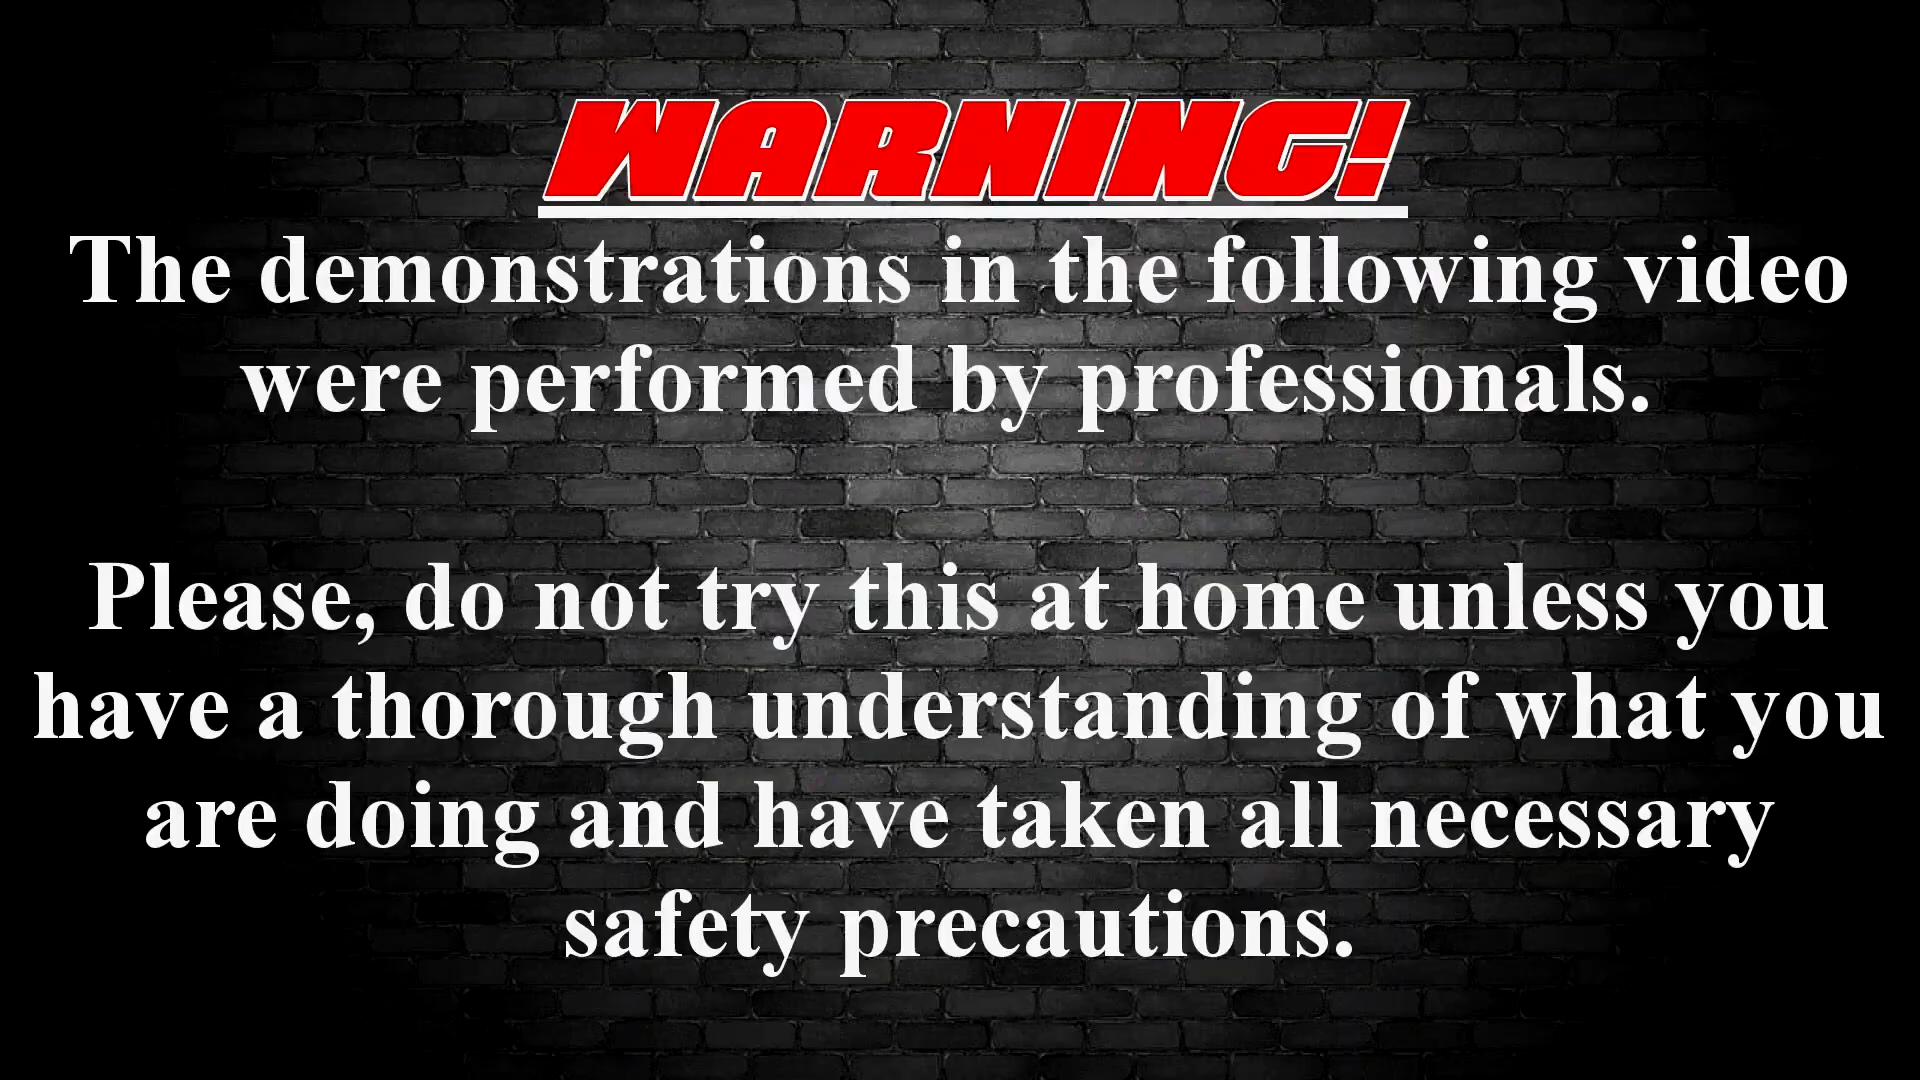 WARNING!
The demonstrations in the following video
were performed by professionals.
Please, do not try this at home unless you
have a thorough understanding of what you
are doing and have taken all necessary
safety precautions.